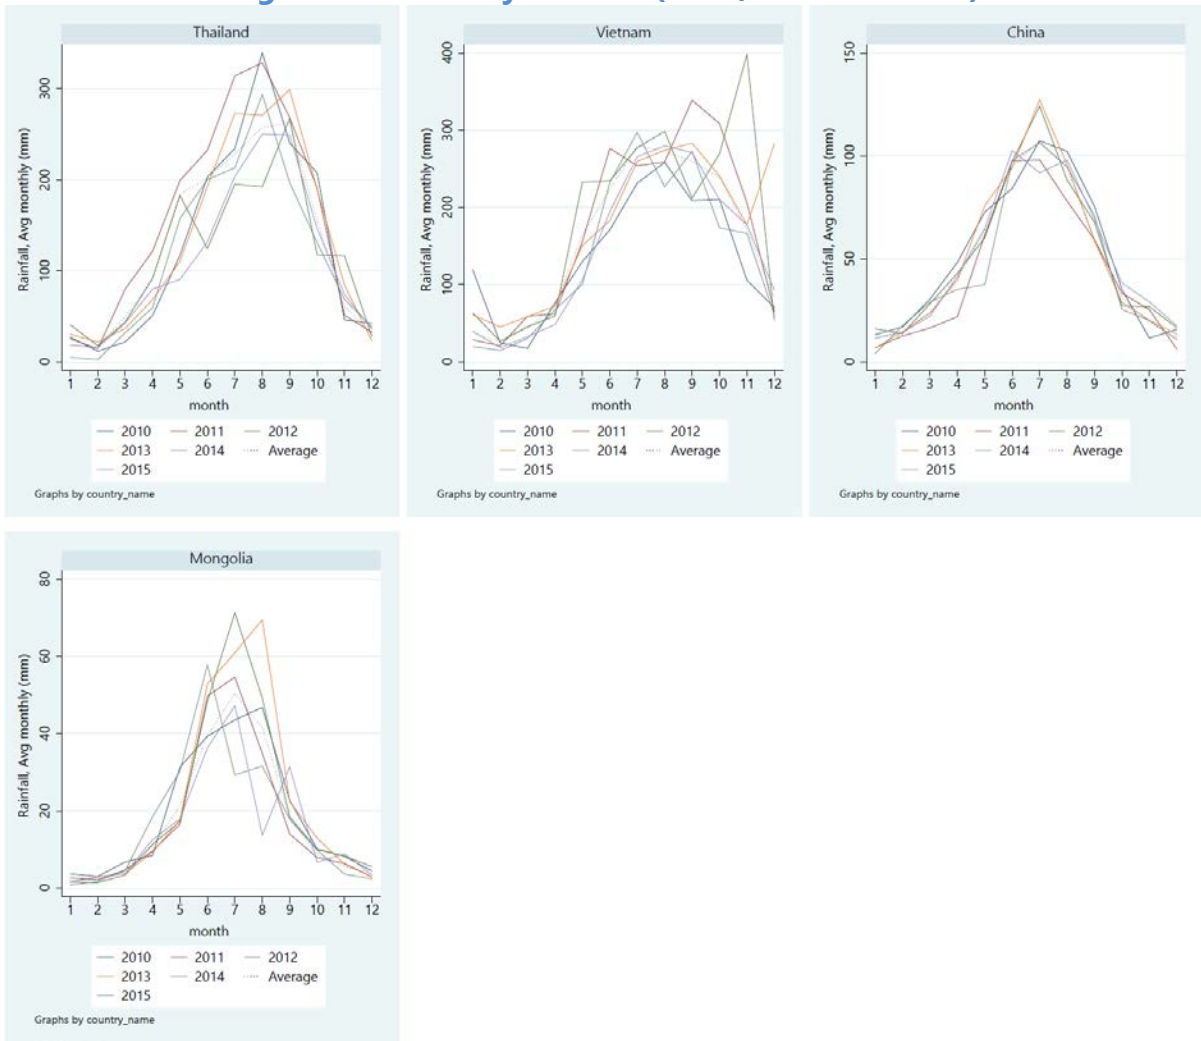 Thailand
Rainfall, Avg monthly (mm)
300
200
100
0
1 2 3 4 5 6 7 8 9 10 11 12
month
2010 2011 2012
2013 2014 Average
2015
Graphs by country_name
Vietnam
Rainfall, Avg monthly (mm)
400
300
200
100
0
1 2 3 4 5 6 7 8 9 10 11 12
month
2010 2011 2012
2013 2014 Average
2015
Graphs by country_name
China
Rainfall, Avg monthly (mm)
150
100
50
0
1 2 3 4 5 6 7 8 9 10 11 12
month
2010 2011 2012
2013 2014 Average
2015
Graphs by country_name
Mongolia
Rainfall, Avg monthly (mm)
80
60
40
20
0
1 2 3 4 5 6 7 8 9 10 11 12
month
2010 2011 2012
2013 2014 Average
2015
Graphs by country_name